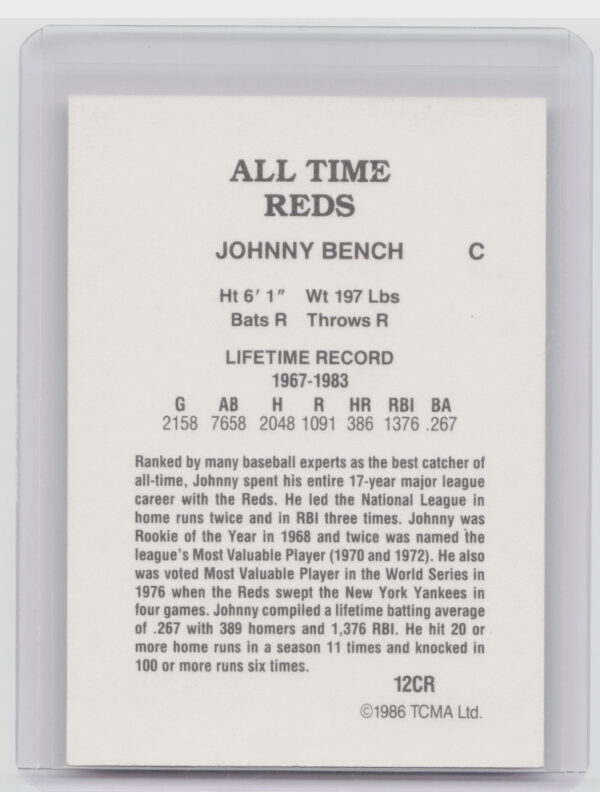 ALL TIME
REDS
JOHNNY BENCH C
Ht 6' 1" Wt 197 Lbs
Bats R Throws R
LIFETIME RECORD
1967-1983
G AB H R HR RBI BA
2158 7658 2048 1091 386 1376 .267
Ranked by many baseball experts as the best catcher of
all-time, Johnny spent his entire 17-year major league
career with the Reds. He led the National League in
home runs twice and in RBI three times. Johnny was
Rookie of the Year in 1968 and twice was named the
league's Most Valuable Player (1970 and 1972). He also
was voted Most Valuable Player in the World Series in
1976 when the Reds swept the New York Yankees in
four games. Johnny compiled a lifetime batting average
of .267 with 389 homers and 1,376 RBI. He hit 20 or
more home runs in a season 11 times and knocked in
100 or more runs six times.
12CR
©1986 TCMA Ltd.